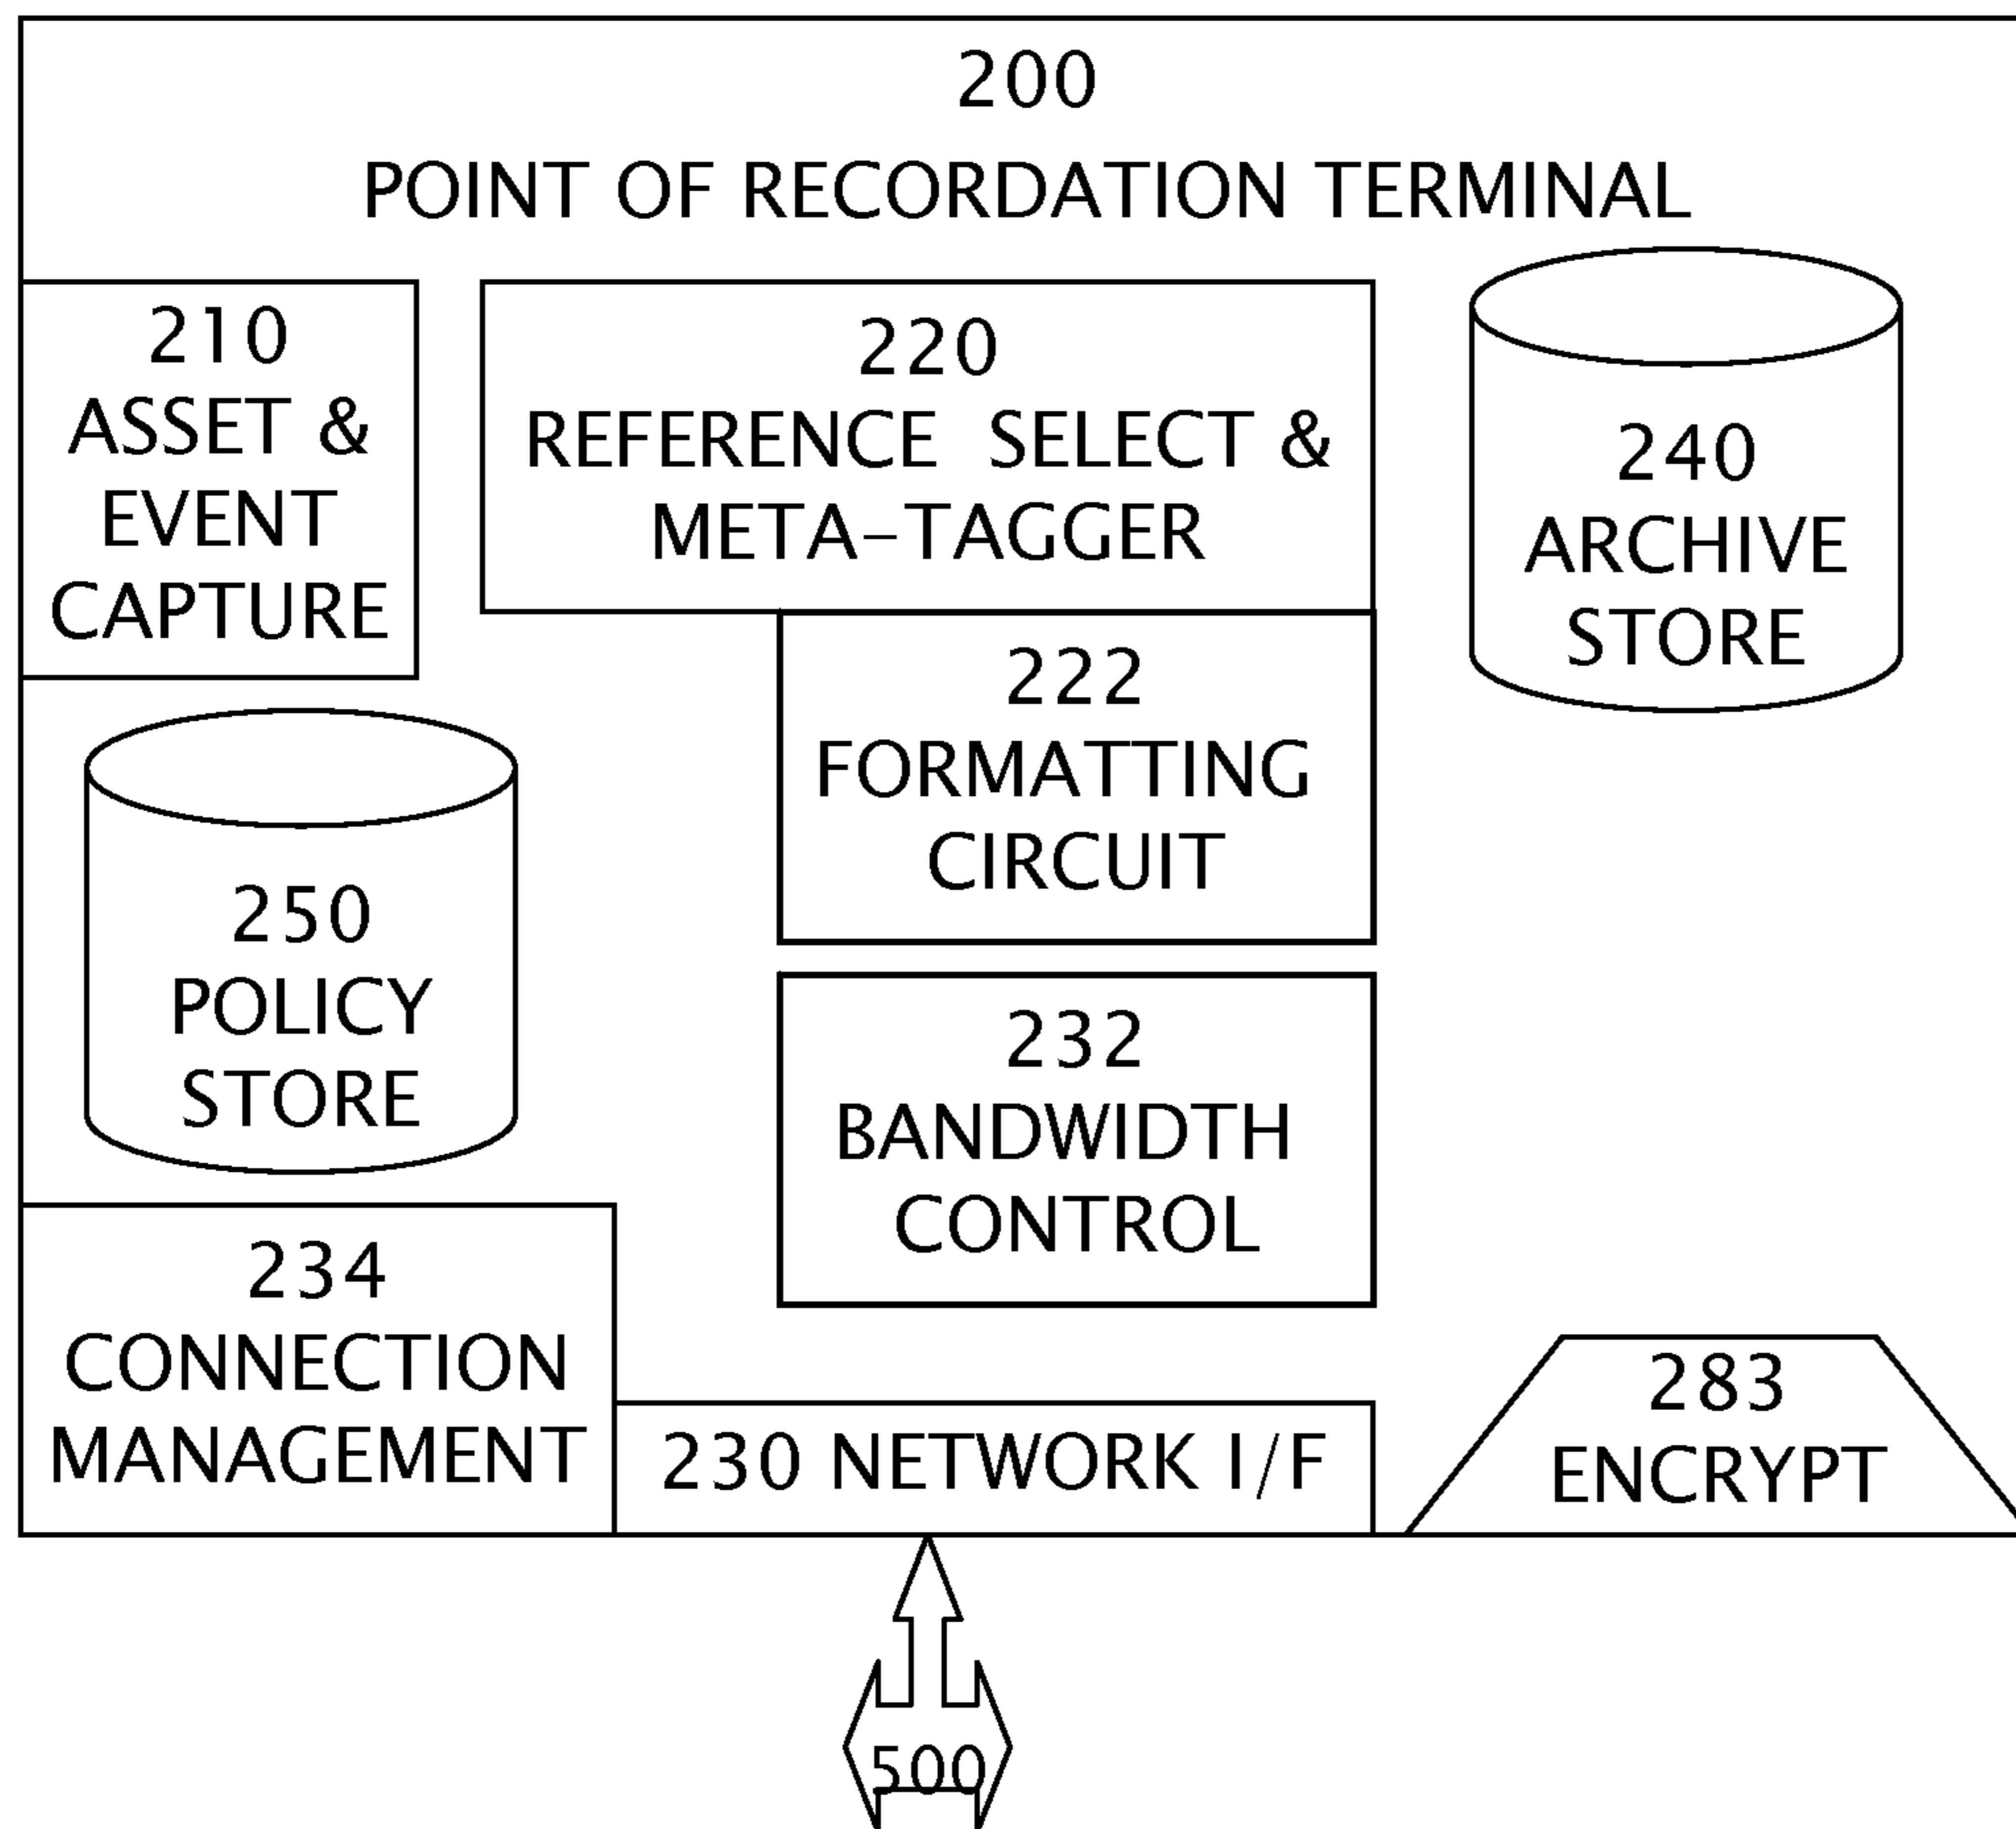 200
POINT OF RECORDATION TERMINAL
210
ASSET &
EVENT
CAPTURE
220
REFERENCE SELECT &
META-TAGGER
240
ARCHIVE
STORE
222
FORMATTING
CIRCUIT
250
POLICY
STORE
232
BANDWIDTH
CONTROL
234
CONNECTION
MANAGEMENT
230 NETWORK I/F
283
ENCRYPT
500